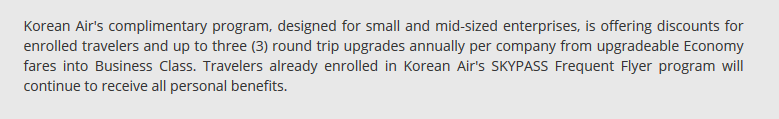 Korean Air's complimentary program, designed for small and mid-sized enterprises, is offering discounts for
enrolled travelers and up to three (3) round trip upgrades annually per company from upgradeable Economy
fares into Business Class. Travelers already enrolled in Korean Air's SKYPASS Frequent Flyer program will
continue to receive all personal benefits.